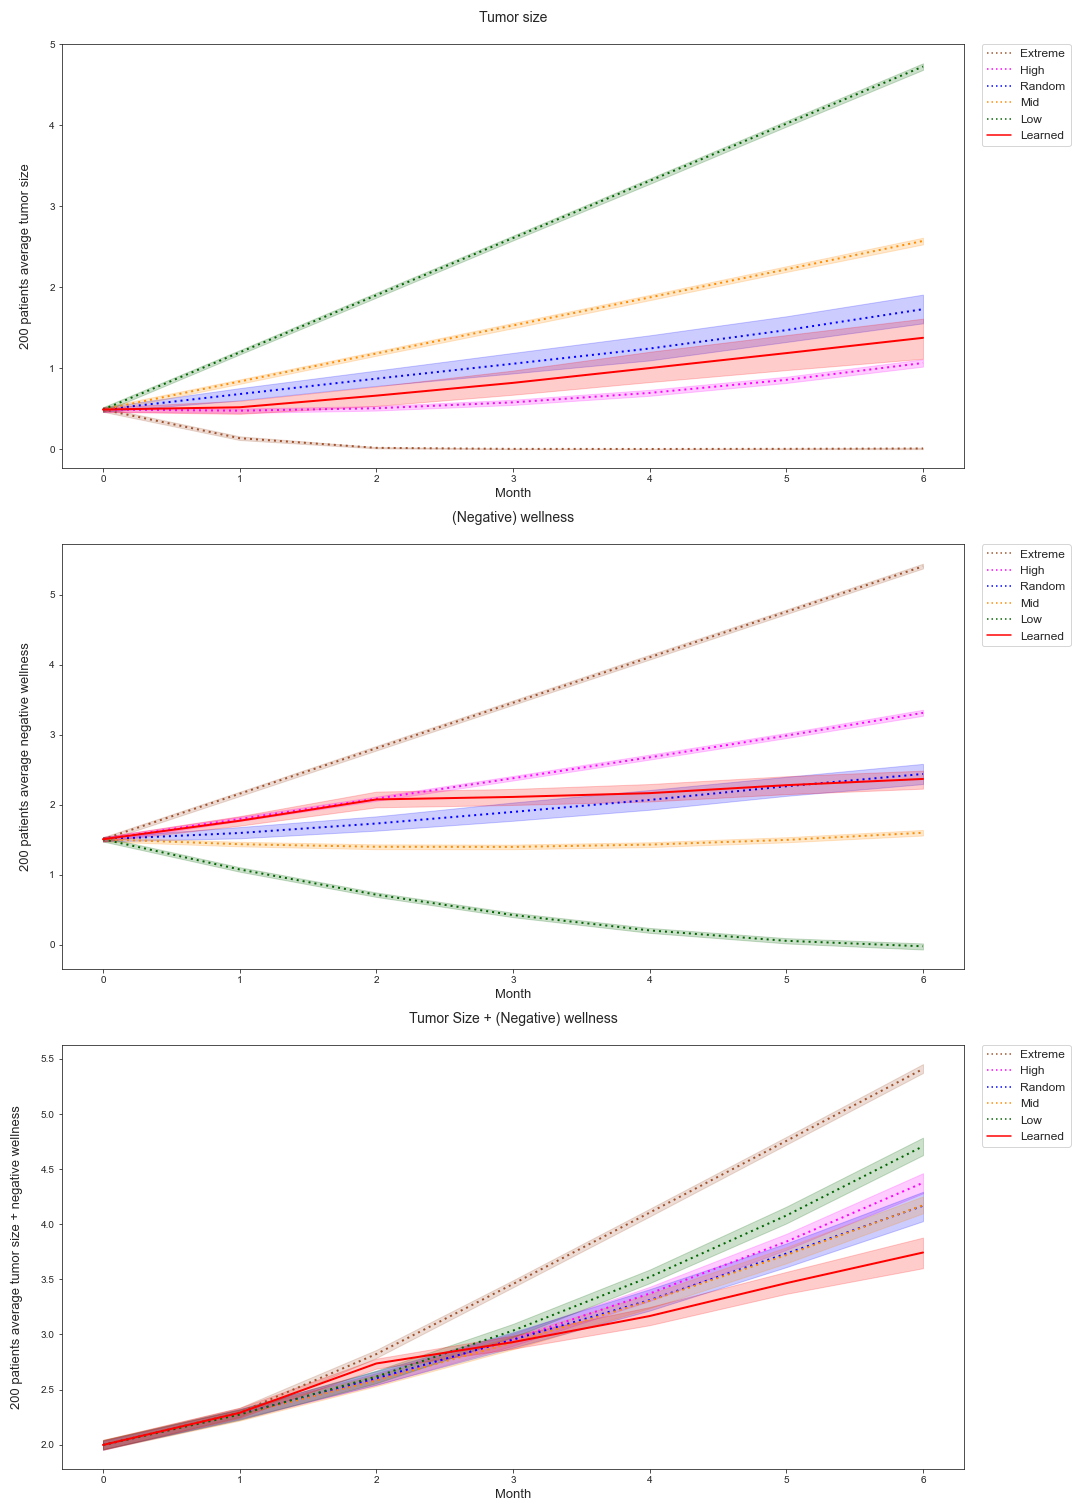 Tumor size
200 patients average tumor size
5
4
3
2
1
0
0 1 2 3 4 5 6
Month
Extreme
High
Random
Mid
Low
Learned
(Negative) wellness
200 patients average negative wellness
5
4
3
2
1
0
0 1 2 3 4 5 6
Month
Extreme
High
Random
Mid
Low
Learned
Tumor Size + (Negative) wellness
200 patients average tumor size + negative wellness
5.5
5.0
4.5
4.0
3.5
3.0
2.5
2.0
0 1 2 3 4 5 6
Month
Extreme
High
Random
Mid
Low
Learned